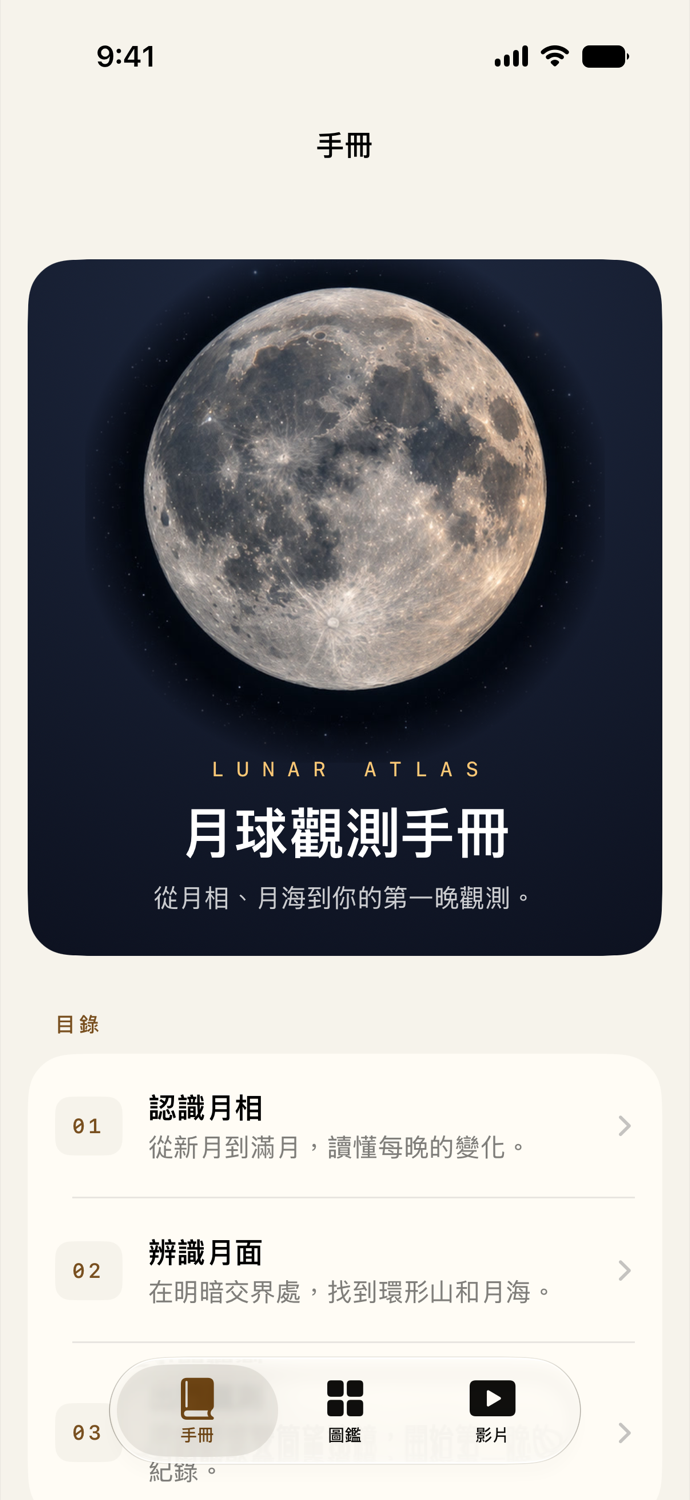 9:41
手冊
LUNAR ATLAS
月球觀測手冊
從月相、月海到你的第一晚觀測。
目錄
01
認識月相
從新月到滿月，讀懂每晚的變化。
02
辨識月面
在明暗交界處，找到環形山和月海。
03
紀錄。
手冊
圖鑑
影片